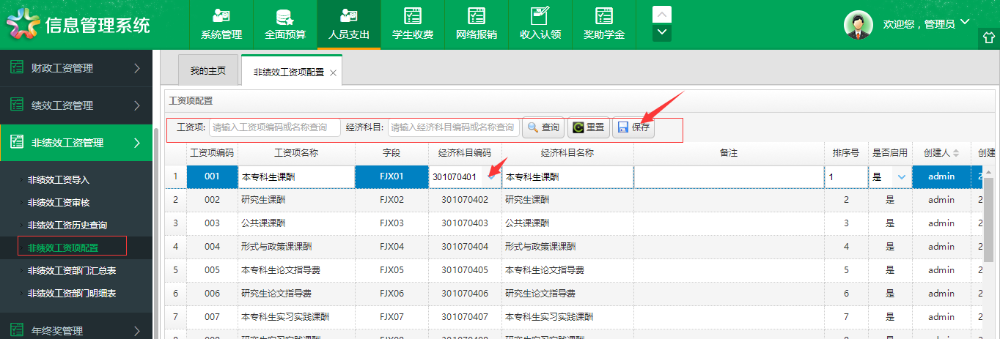 信息管理系统
系统管理 全面预算 人员支出 学生收费 网络报销 收入认领 奖助学金
欢迎您，管理员
财政工资管理
绩效工资管理
非绩效工资管理
非绩效工资导入
非绩效工资审核
非绩效工资历史查询
非绩效工资项配置
非绩效工资部门汇总表
非绩效工资部门明细表
年终奖管理
我的主页 非绩效工资项配置
工资项配置
工资项: 请输入工资项编码或名称查询 经济科目: 请输入经济科目编码或名称查询 查询 重置 保存
工资项编码 工资项名称 字段 经济科目编码 经济科目名称 备注 排序号 是否启用 创建人 创建
1 001 本专科生课酬 FJX01 301070401 本专科生课酬 1 是 admin
2 002 研究生课酬 FJX02 301070402 研究生课酬 2 是 admin 2
3 003 公共课课酬 FJX03 301070403 公共课课酬 3 是 admin 2
4 004 形式与政策课课酬 FJX04 301070404 形式与政策课课酬 4 是 admin 2
5 005 本专科生论文指导费 FJX05 301070405 本专科生论文指导费 5 是 admin 2
6 006 研究生论文指导费 FJX06 301070406 研究生论文指导费 6 是 admin 2
7 007 本专科生实习实践课酬 FJX07 301070407 本专科生实习实践课酬 7 是 admin 2